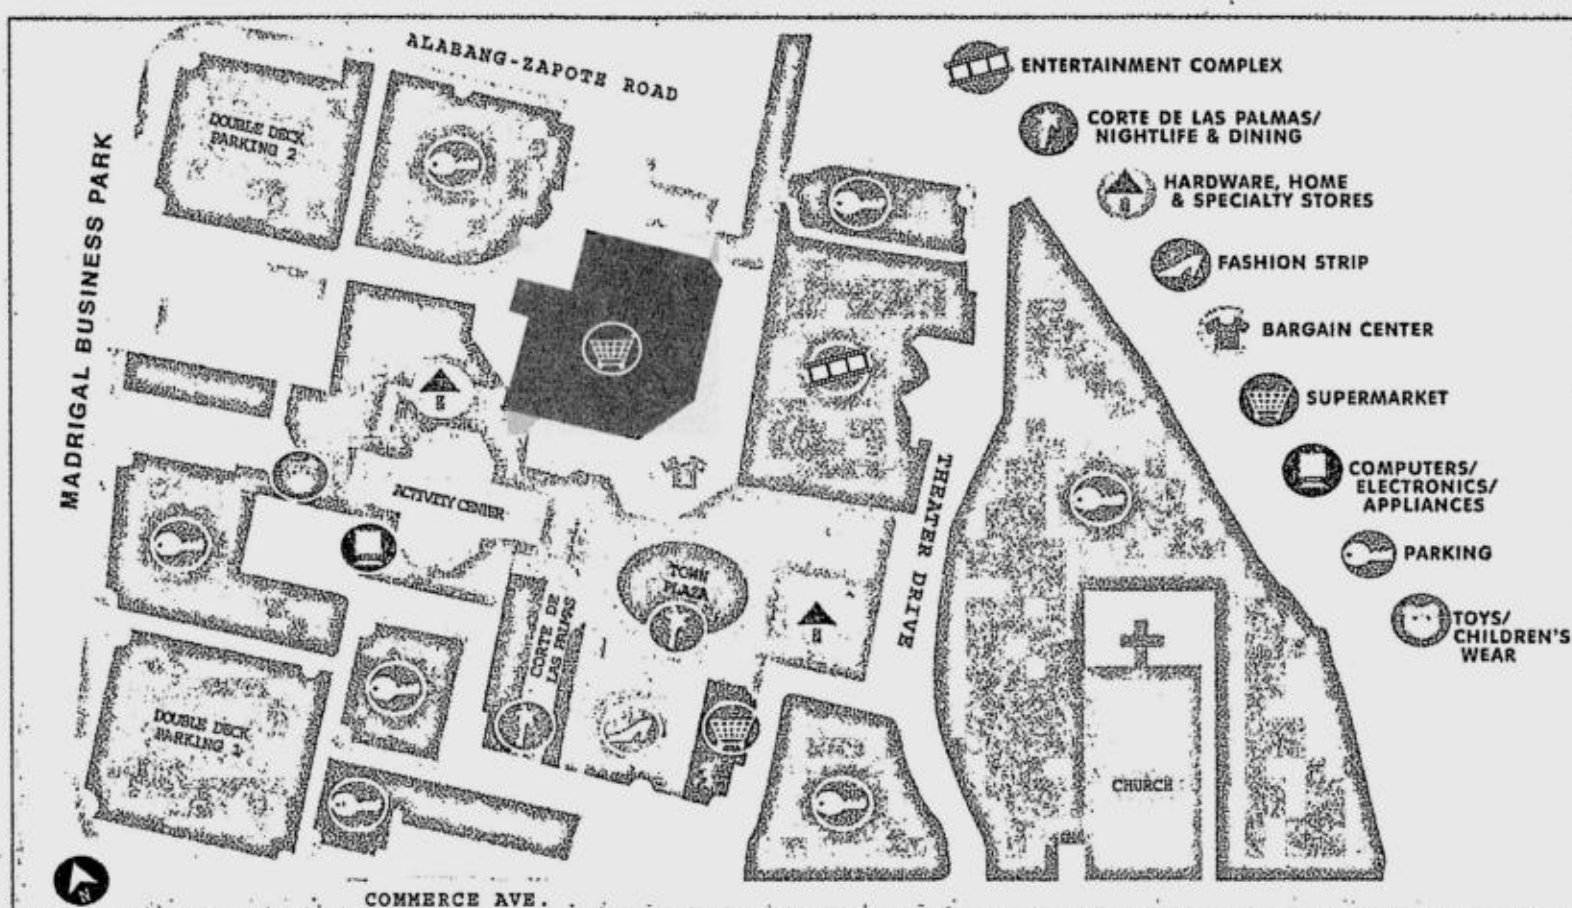 ALABANG-ZAPOTE ROAD
MADRIGAL BUSINESS PARK
DOUBLE DECK
PARKING 2
ACTIVITY CENTER
TOWN
PLAZA
CORTE DE
LAS PALMAS
THEATER DRIVE
DOUBLE DECK
PARKING 1
CHURCH
COMMERCE AVE.
N
ENTERTAINMENT COMPLEX
CORTE DE LAS PALMAS/
NIGHTLIFE & DINING
HARDWARE, HOME
& SPECIALTY STORES
FASHION STRIP
BARGAIN CENTER
SUPERMARKET
COMPUTERS/
ELECTRONICS/
APPLIANCES
PARKING
TOYS/
CHILDREN'S
WEAR